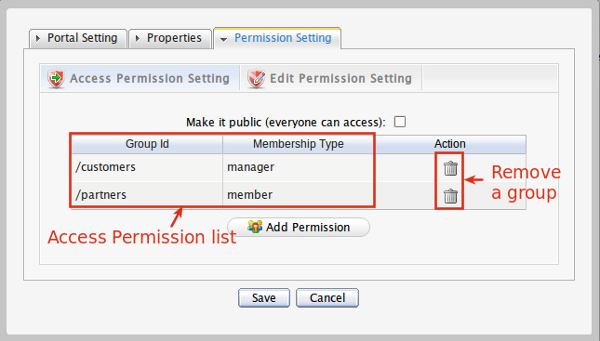 Portal Setting Properties Permission Setting
Access Permission Setting Edit Permission Setting
Make it public (everyone can access):
Group Id Membership Type Action
/customers manager
/partners member
Remove
a group
Access Permission list
Add Permission
Save Cancel